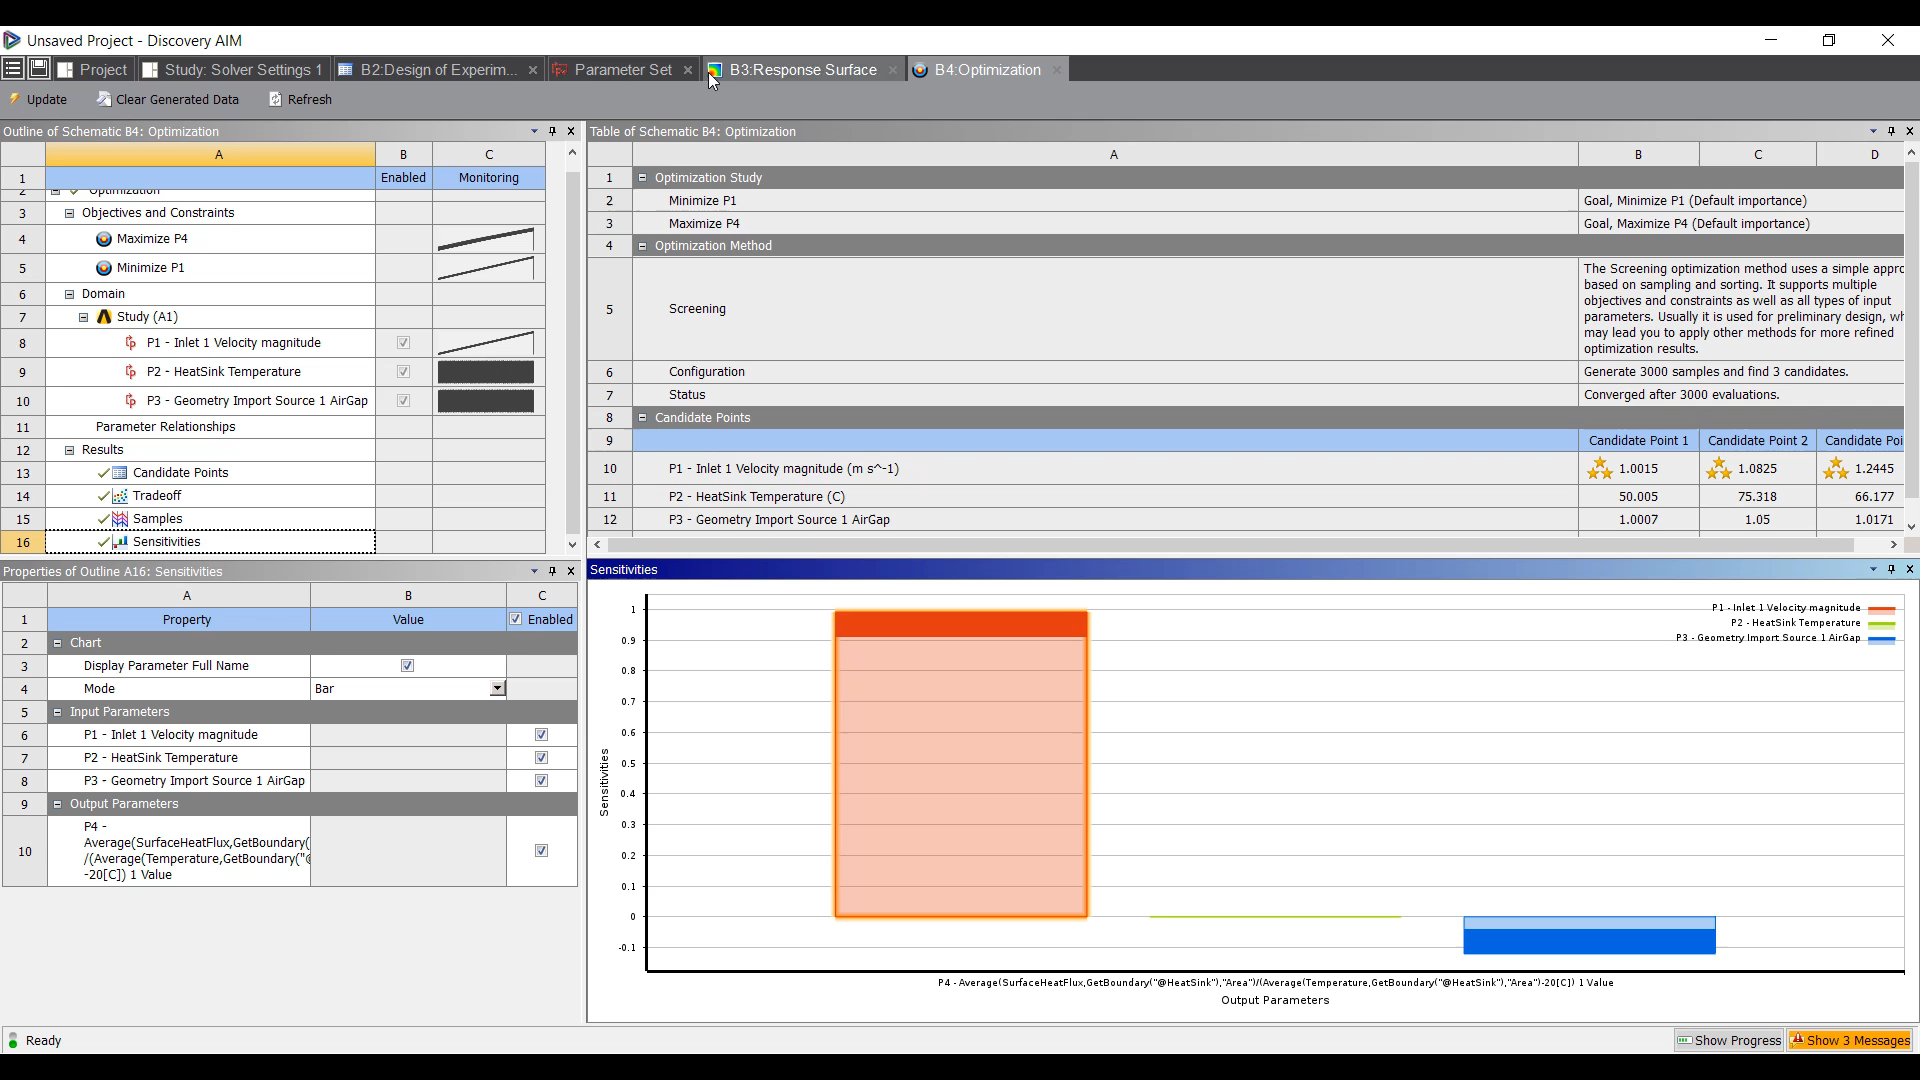 Unsaved Project - Discovery AIM
Project
Study: Solver Settings 1
B2:Design of Experim...
Parameter Set
B3:Response Surface
B4:Optimization
Update
Clear Generated Data
Refresh
Outline of Schematic B4: Optimization
A B C
1 Enabled Monitoring
2 Optimization
3 Objectives and Constraints
4 Maximize P4
5 Minimize P1
6 Domain
7 Study (A1)
8 P1 - Inlet 1 Velocity magnitude
9 P2 - HeatSink Temperature
10 P3 - Geometry Import Source 1 AirGap
11 Parameter Relationships
12 Results
13 Candidate Points
14 Tradeoff
15 Samples
16 Sensitivities
Table of Schematic B4: Optimization
A B C D
1 Optimization Study
2 Minimize P1 Goal, Minimize P1 (Default importance)
3 Maximize P4 Goal, Maximize P4 (Default importance)
4 Optimization Method
5 Screening
The Screening optimization method uses a simple appro
based on sampling and sorting. It supports multiple
objectives and constraints as well as all types of input
parameters. Usually it is used for preliminary design, wh
may lead you to apply other methods for more refined
optimization results.
6 Configuration Generate 3000 samples and find 3 candidates.
7 Status Converged after 3000 evaluations.
8 Candidate Points
9 Candidate Point 1 Candidate Point 2 Candidate Poi
10 P1 - Inlet 1 Velocity magnitude (m s^-1) 1.0015 1.0825 1.2445
11 P2 - HeatSink Temperature (C) 50.005 75.318 66.177
12 P3 - Geometry Import Source 1 AirGap 1.0007 1.05 1.0171
Properties of Outline A16: Sensitivities
A B C
1 Property Value Enabled
2 Chart
3 Display Parameter Full Name
4 Mode Bar
5 Input Parameters
6 P1 - Inlet 1 Velocity magnitude
7 P2 - HeatSink Temperature
8 P3 - Geometry Import Source 1 AirGap
9 Output Parameters
10
P4 -
Average(SurfaceHeatFlux,GetBoundary(
/(Average(Temperature,GetBoundary("@
-20[C]) 1 Value
Sensitivities
P1 - Inlet 1 Velocity magnitude
P2 - HeatSink Temperature
P3 - Geometry Import Source 1 AirGap
1
0.9
0.8
0.7
0.6
0.5
0.4
0.3
0.2
0.1
0
-0.1
Sensitivities
P4 - Average(SurfaceHeatFlux,GetBoundary("@HeatSink"),"Area")/(Average(Temperature,GetBoundary("@HeatSink"),"Area")-20[C]) 1 Value
Output Parameters
Ready
Show Progress
Show 3 Messages